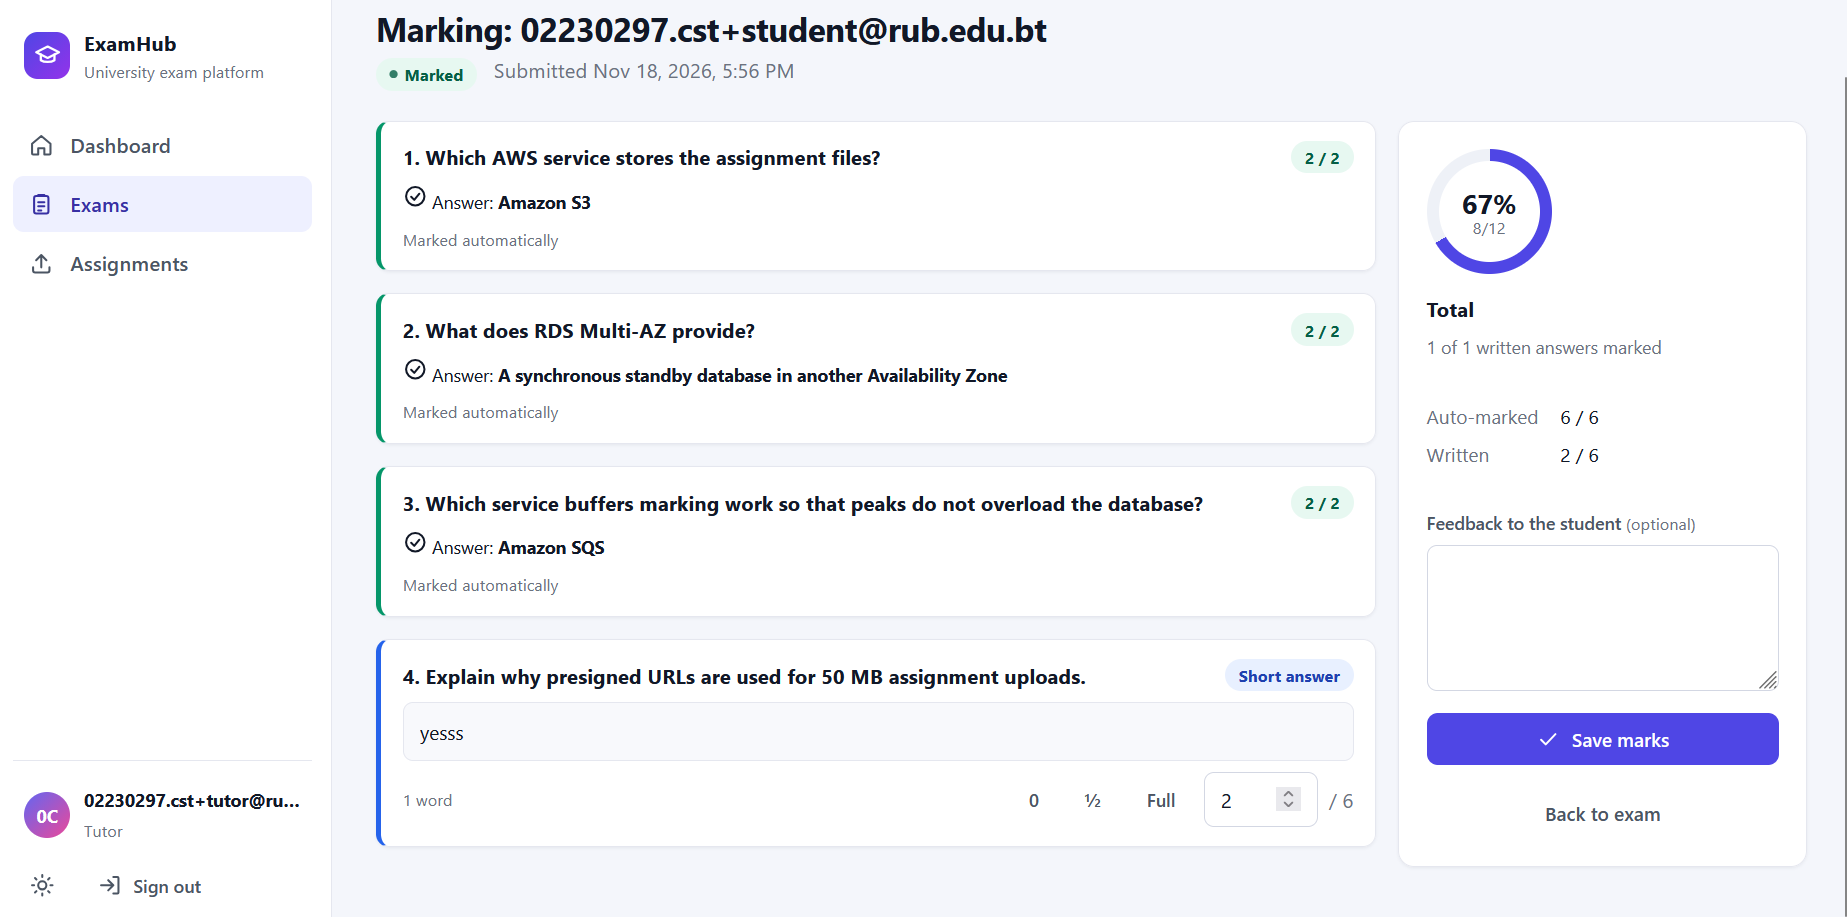 ExamHub
University exam platform
Dashboard
Exams
Assignments
02230297.cst+tutor@ru...
Tutor
0C
Sign out
Marking: 02230297.cst+student@rub.edu.bt
Marked
Submitted Nov 18, 2026, 5:56 PM
1. Which AWS service stores the assignment files?
2 / 2
Answer: Amazon S3
Marked automatically
2. What does RDS Multi-AZ provide?
2 / 2
Answer: A synchronous standby database in another Availability Zone
Marked automatically
3. Which service buffers marking work so that peaks do not overload the database?
2 / 2
Answer: Amazon SQS
Marked automatically
4. Explain why presigned URLs are used for 50 MB assignment uploads.
Short answer
yesss
1 word
0 ½ Full 2 / 6
67%
8/12
Total
1 of 1 written answers marked
Auto-marked 6 / 6
Written 2 / 6
Feedback to the student (optional)
Save marks
Back to exam